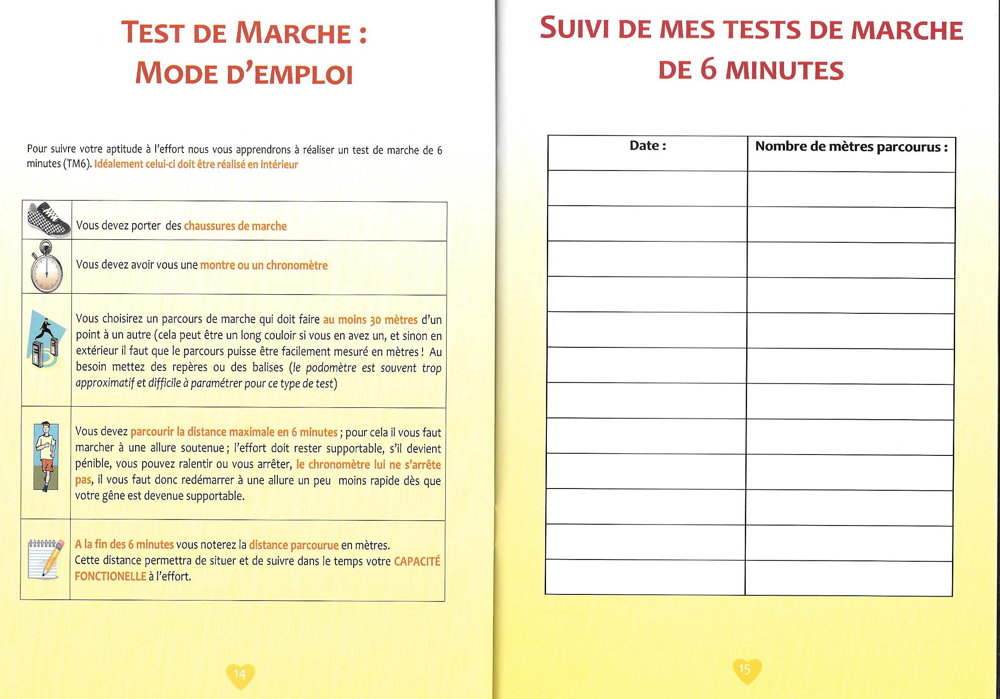 TEST DE MARCHE :
MODE D'EMPLOI
Pour suivre votre aptitude à l'effort nous vous apprendrons à réaliser un test de marche de 6
minutes (TM6). Idéalement celui-ci doit être réalisé en intérieur
Vous devez porter des chaussures de marche
Vous devez avoir vous une montre ou un chronomètre
Vous choisirez un parcours de marche qui doit faire au moins 30 mètres d'un
point à un autre (cela peut être un long couloir si vous en avez un, et sinon en
extérieur il faut que le parcours puisse être facilement mesuré en mètres ! Au
besoin mettez des repères ou des balises (le podomètre est souvent trop
approximatif et difficile à paramétrer pour ce type de test)
Vous devez parcourir la distance maximale en 6 minutes ; pour cela il vous faut
marcher à une allure soutenue ; l'effort doit rester supportable, s'il devient
pénible, vous pouvez ralentir ou vous arrêter, le chronomètre lui ne s'arrête
pas, il vous faut donc redémarrer à une allure un peu moins rapide dès que
votre gêne est devenue supportable.
A la fin des 6 minutes vous noterez la distance parcourue en mètres.
Cette distance permettra de situer et de suivre dans le temps votre CAPACITÉ
FONCTIONELLE à l'effort.
14
SUIVI DE MES TESTS DE MARCHE
DE 6 MINUTES
Date :
Nombre de mètres parcourus :
15